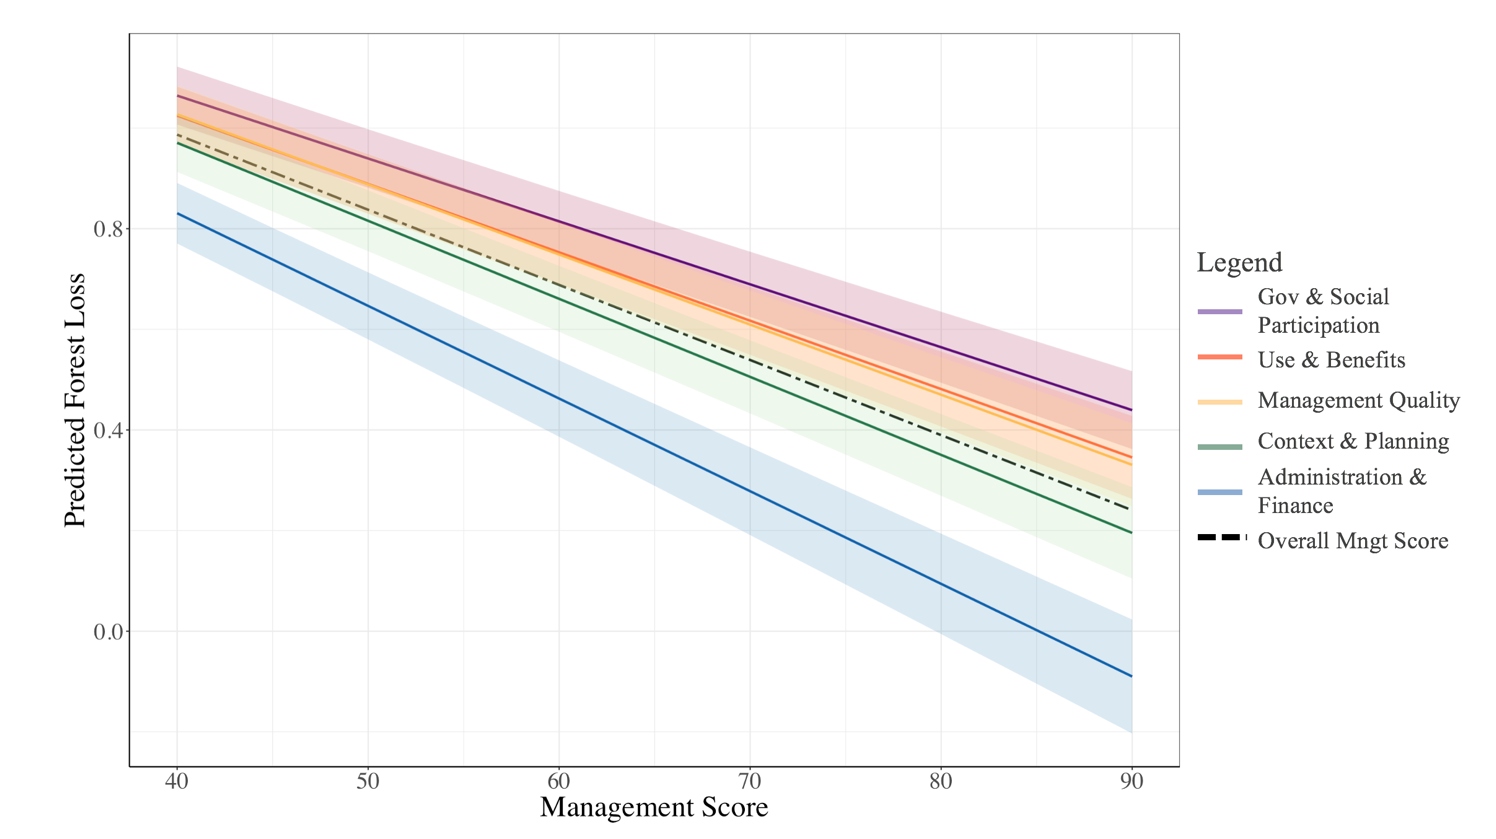 Predicted Forest Loss
0.8
0.4
0.0
40 50 60 70 80 90
Management Score
Legend
Gov & Social
Participation
Use & Benefits
Management Quality
Context & Planning
Administration &
Finance
Overall Mngt Score